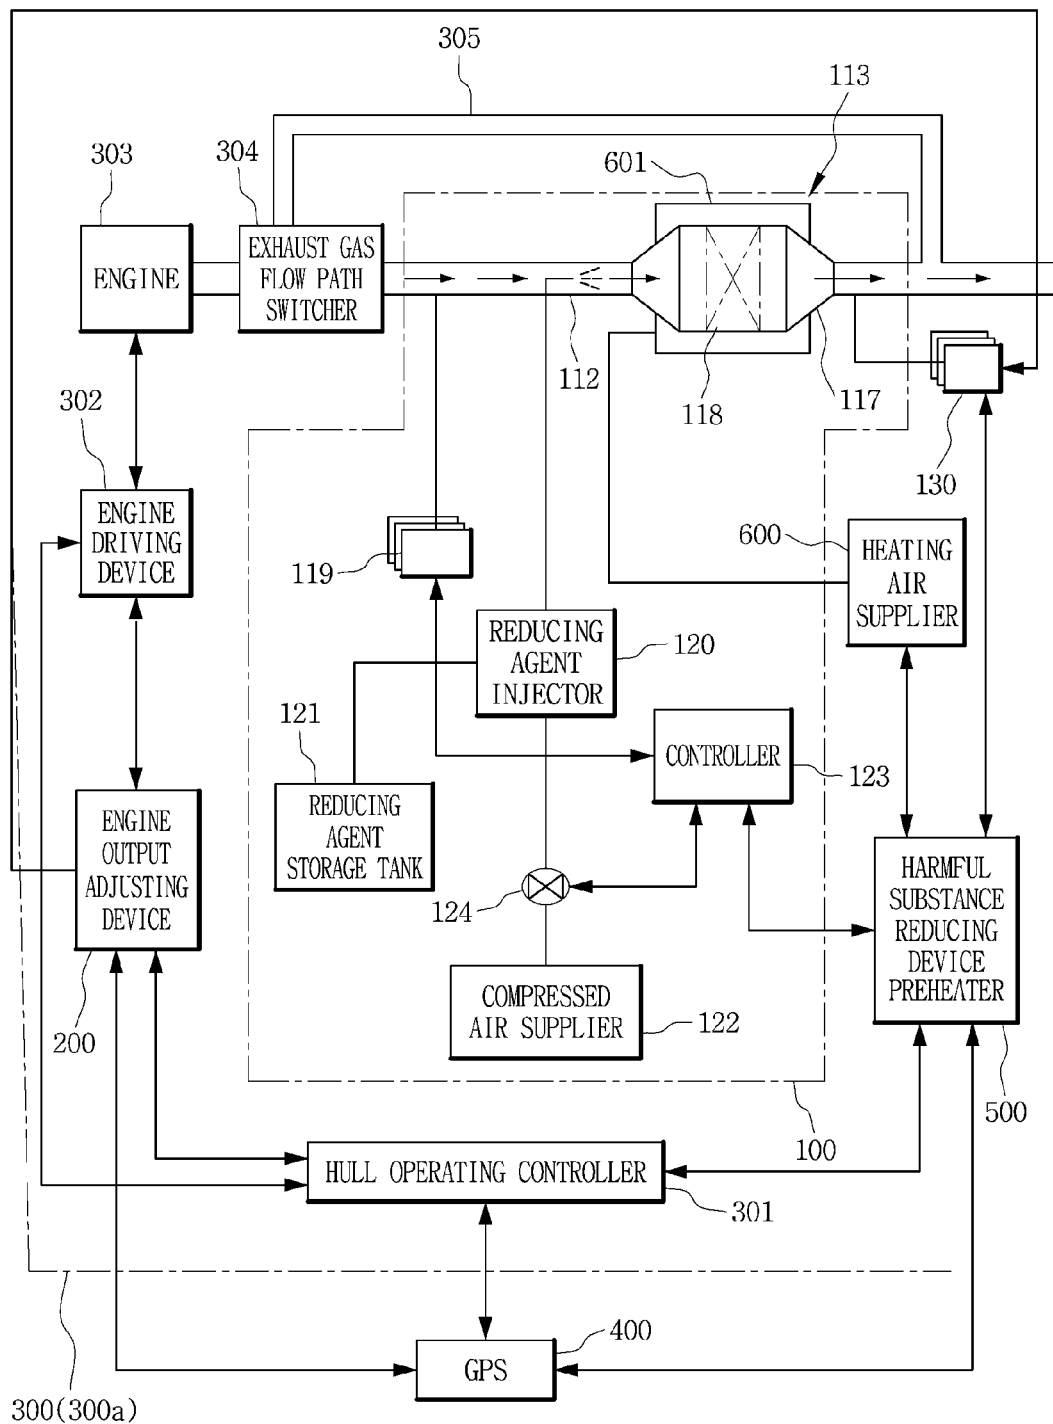 305
113
303
304
601
ENGINE
EXHAUST GAS
FLOW PATH
SWITCHER
112
118
117
302
130
ENGINE
DRIVING
DEVICE
600
HEATING
AIR
SUPPLIER
119
REDUCING
AGENT
INJECTOR
120
121
CONTROLLER
123
ENGINE
OUTPUT
ADJUSTING
DEVICE
REDUCING
AGENT
STORAGE TANK
HARMFUL
SUBSTANCE
REDUCING
DEVICE
PREHEATER
124
COMPRESSED
AIR SUPPLIER
122
200
500
100
HULL OPERATING CONTROLLER
301
400
GPS
300(300a)